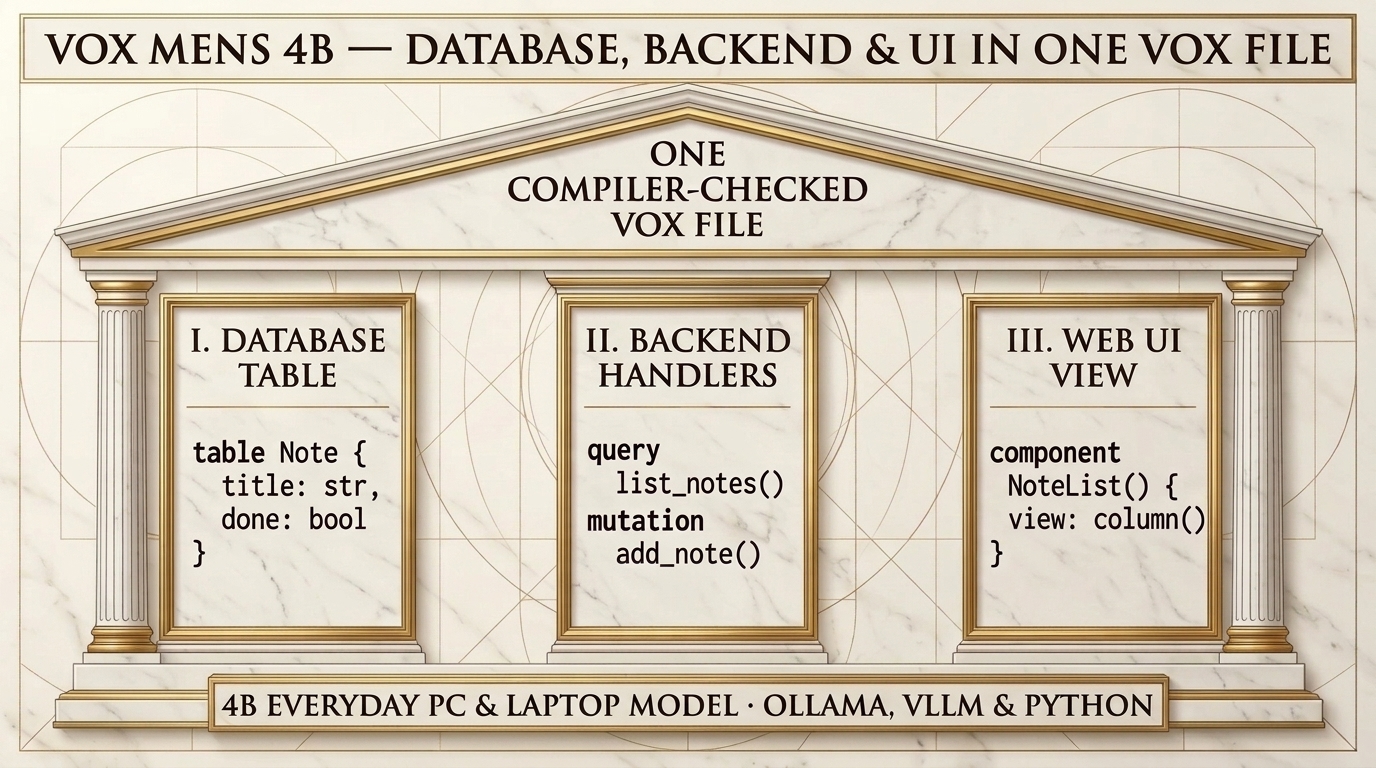 VOX MENS 4B — DATABASE, BACKEND & UI IN ONE VOX FILE
ONE
COMPILER-CHECKED
VOX FILE
I. DATABASE
TABLE
table Note {
  title: str,
  done: bool
}
II. BACKEND
HANDLERS
query
  list_notes()
mutation
  add_note()
III. WEB UI
VIEW
component
  NoteList() {
  view: column()
}
4B EVERYDAY PC & LAPTOP MODEL · OLLAMA, VLLM & PYTHON